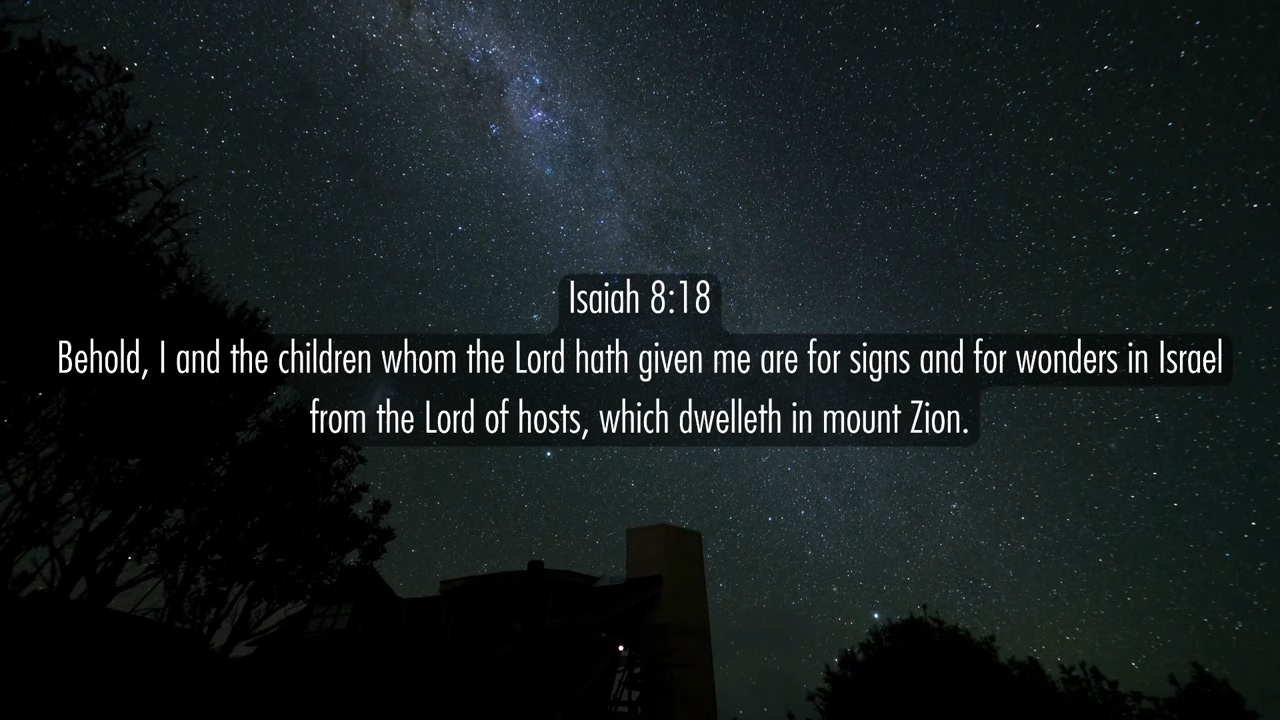 Isaiah 8:18
Behold, I and the children whom the Lord hath given me are for signs and for wonders in Israel
from the Lord of hosts, which dwelleth in mount Zion.